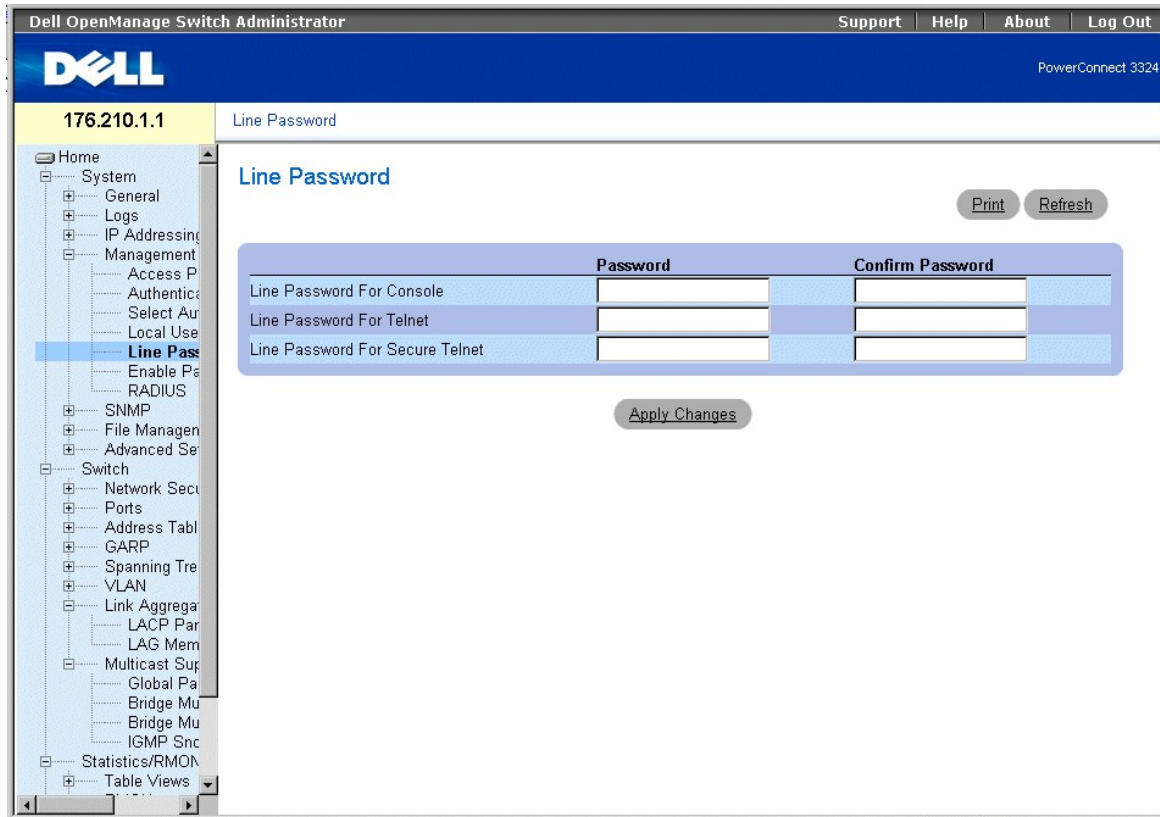 Dell OpenManage Switch Administrator
Support | Help | About | Log Out
DELL
PowerConnect 3324
176.210.1.1
Line Password
Home
System
General
Logs
IP Addressing
Management
Access P
Authentica
Select Au
Local Use
Line Pass
Enable Pa
RADIUS
SNMP
File Managem
Advanced Se
Switch
Network Secu
Ports
Address Tabl
GARP
Spanning Tre
VLAN
Link Aggrega
LACP Par
LAG Mem
Multicast Sup
Global Pa
Bridge Mu
Bridge Mu
IGMP Sno
Statistics/RMON
Table Views
Line Password
Print
Refresh
Password Confirm Password
Line Password For Console
Line Password For Telnet
Line Password For Secure Telnet
Apply Changes